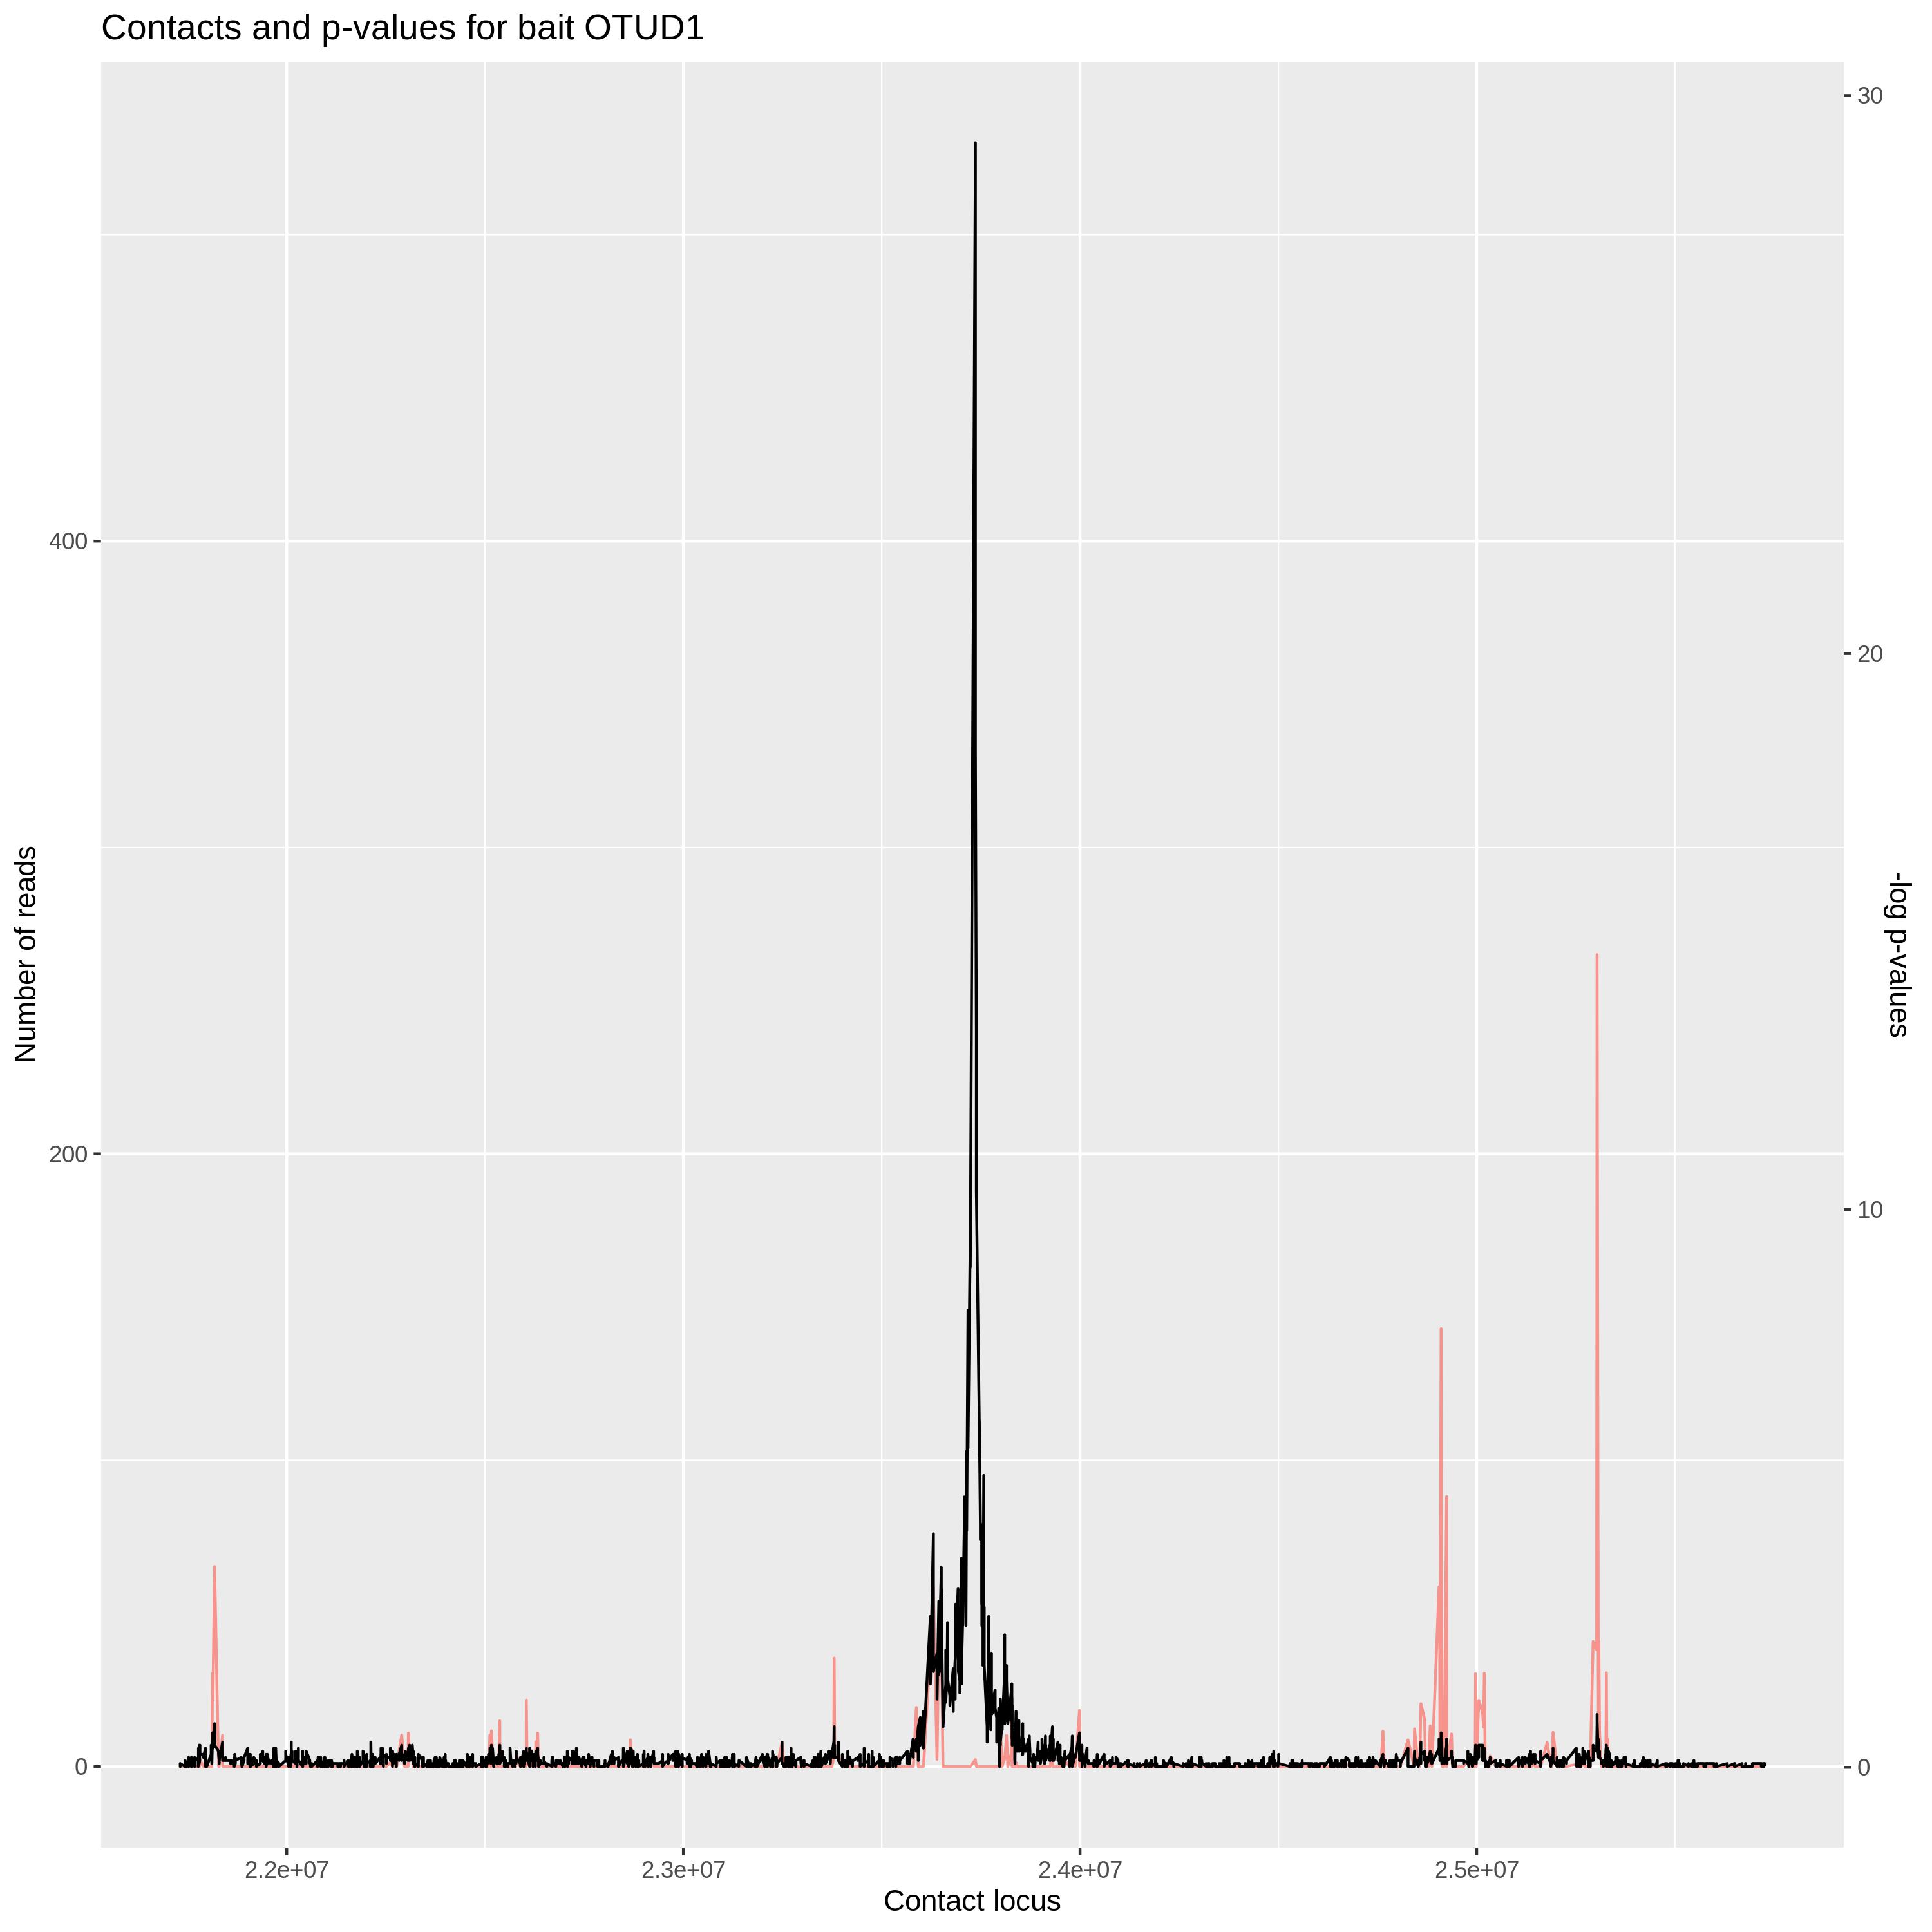 Contacts and p-values for bait OTUD1
30
400
20
Number of reads
-log p-values
200
10
0
0
2.2e+07
2.3e+07
2.4e+07
2.5e+07
Contact locus